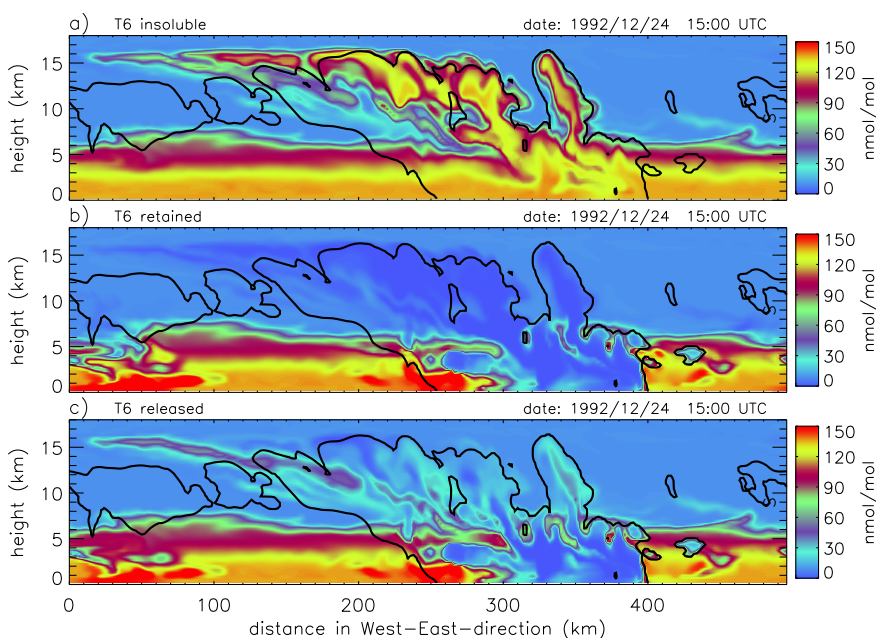 a) T6 insoluble date: 1992/12/24 15:00 UTC
15
10
5
0
height (km)
150
120
90
60
30
0
nmol/mol
b) T6 retained date: 1992/12/24 15:00 UTC
15
10
5
0
height (km)
150
120
90
60
30
0
nmol/mol
c) T6 released date: 1992/12/24 15:00 UTC
15
10
5
0
height (km)
150
120
90
60
30
0
nmol/mol
0 100 200 300 400
distance in West-East-direction (km)